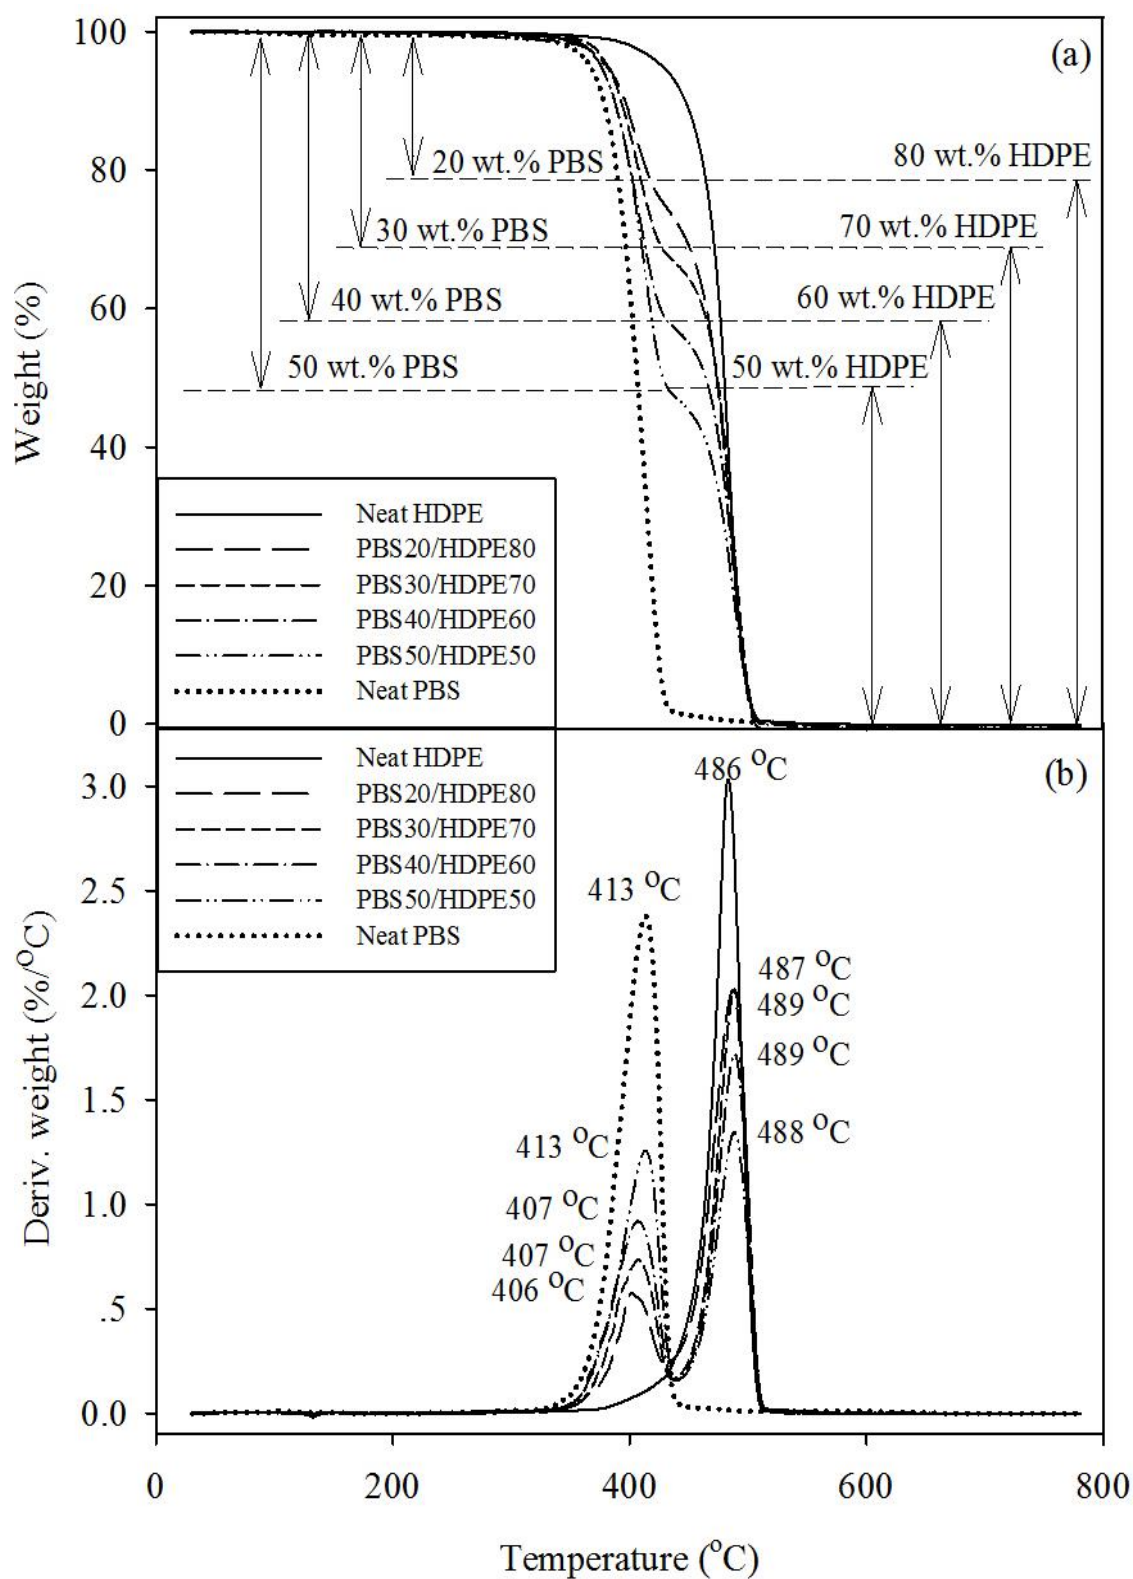 100
(a)
80
20 wt.% PBS
80 wt.% HDPE
30 wt.% PBS
70 wt.% HDPE
60
40 wt.% PBS
60 wt.% HDPE
50 wt.% PBS
50 wt.% HDPE
Weight (%)
40
20
0
Neat HDPE
PBS20/HDPE80
PBS30/HDPE70
PBS40/HDPE60
PBS50/HDPE50
Neat PBS
Neat HDPE
PBS20/HDPE80
PBS30/HDPE70
PBS40/HDPE60
PBS50/HDPE50
Neat PBS
486 °C
(b)
3.0
2.5
413 °C
487 °C
2.0
489 °C
489 °C
Deriv. weight (%/°C)
1.5
413 °C
488 °C
1.0
407 °C
407 °C
406 °C
.5
0.0
0
200
400
600
800
Temperature (°C)